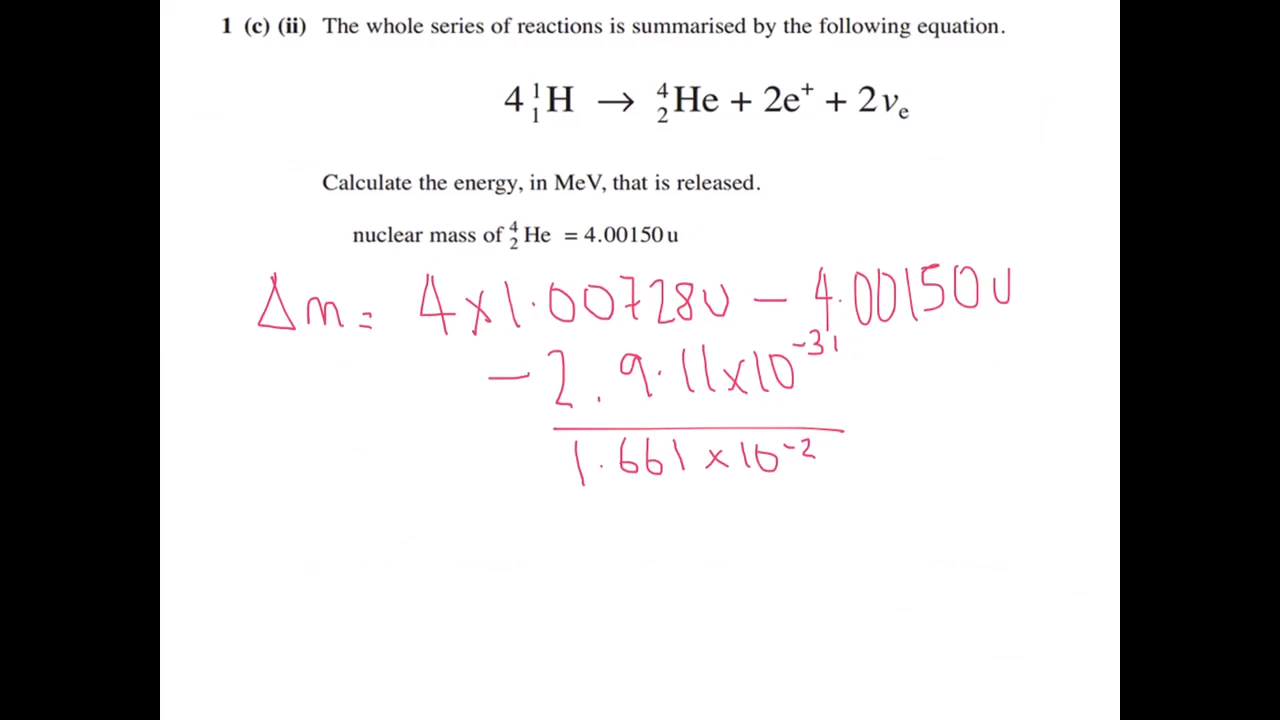 1 (c) (ii) The whole series of reactions is summarised by the following equation.
4 ¹₁H → ⁴₂He + 2e⁺ + 2νₑ
Calculate the energy, in MeV, that is released.
nuclear mass of ⁴₂He = 4.00150 u
Δm = 4×1.00728u − 4.00150u
− 2.9.11×10⁻³¹
1.661×10⁻²